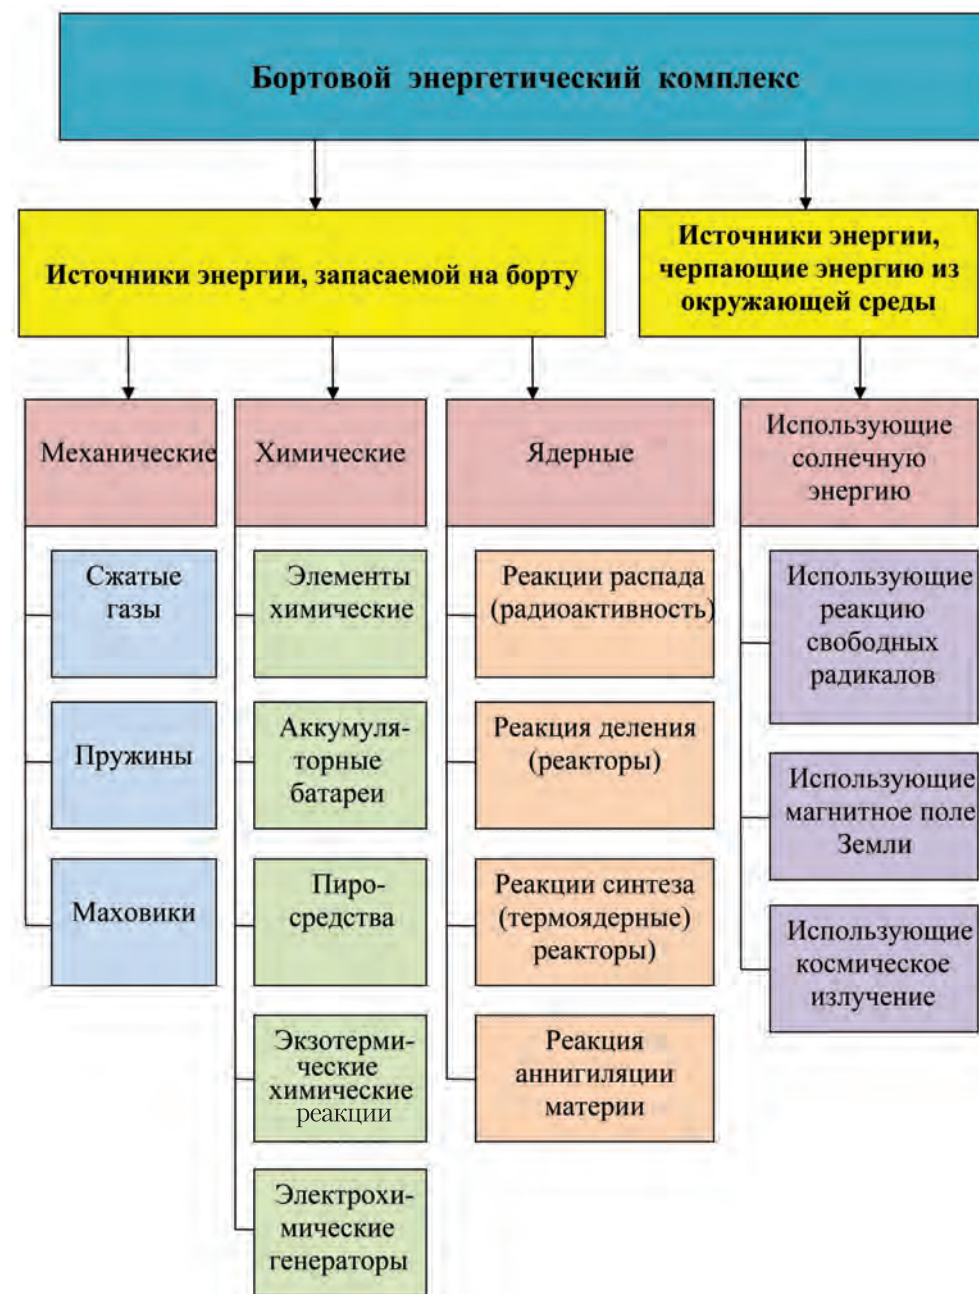 Бортовой энергетический комплекс
Источники энергии, запасаемой на борту
Источники энергии,
черпающие энергию из
окружающей среды
Механические
Химические
Ядерные
Использующие
солнечную
энергию
Сжатые
газы
Пружины
Маховики
Элементы
химические
Аккумуля-
торные
батареи
Пиро-
средства
Экзотерми-
ческие
химические
реакции
Электрохи-
мические
генераторы
Реакции распада
(радиоактивность)
Реакция деления
(реакторы)
Реакции синтеза
(термоядерные)
реакторы)
Реакция
аннигиляции
материи
Использующие
реакцию
свободных
радикалов
Использующие
магнитное поле
Земли
Использующие
космическое
излучение